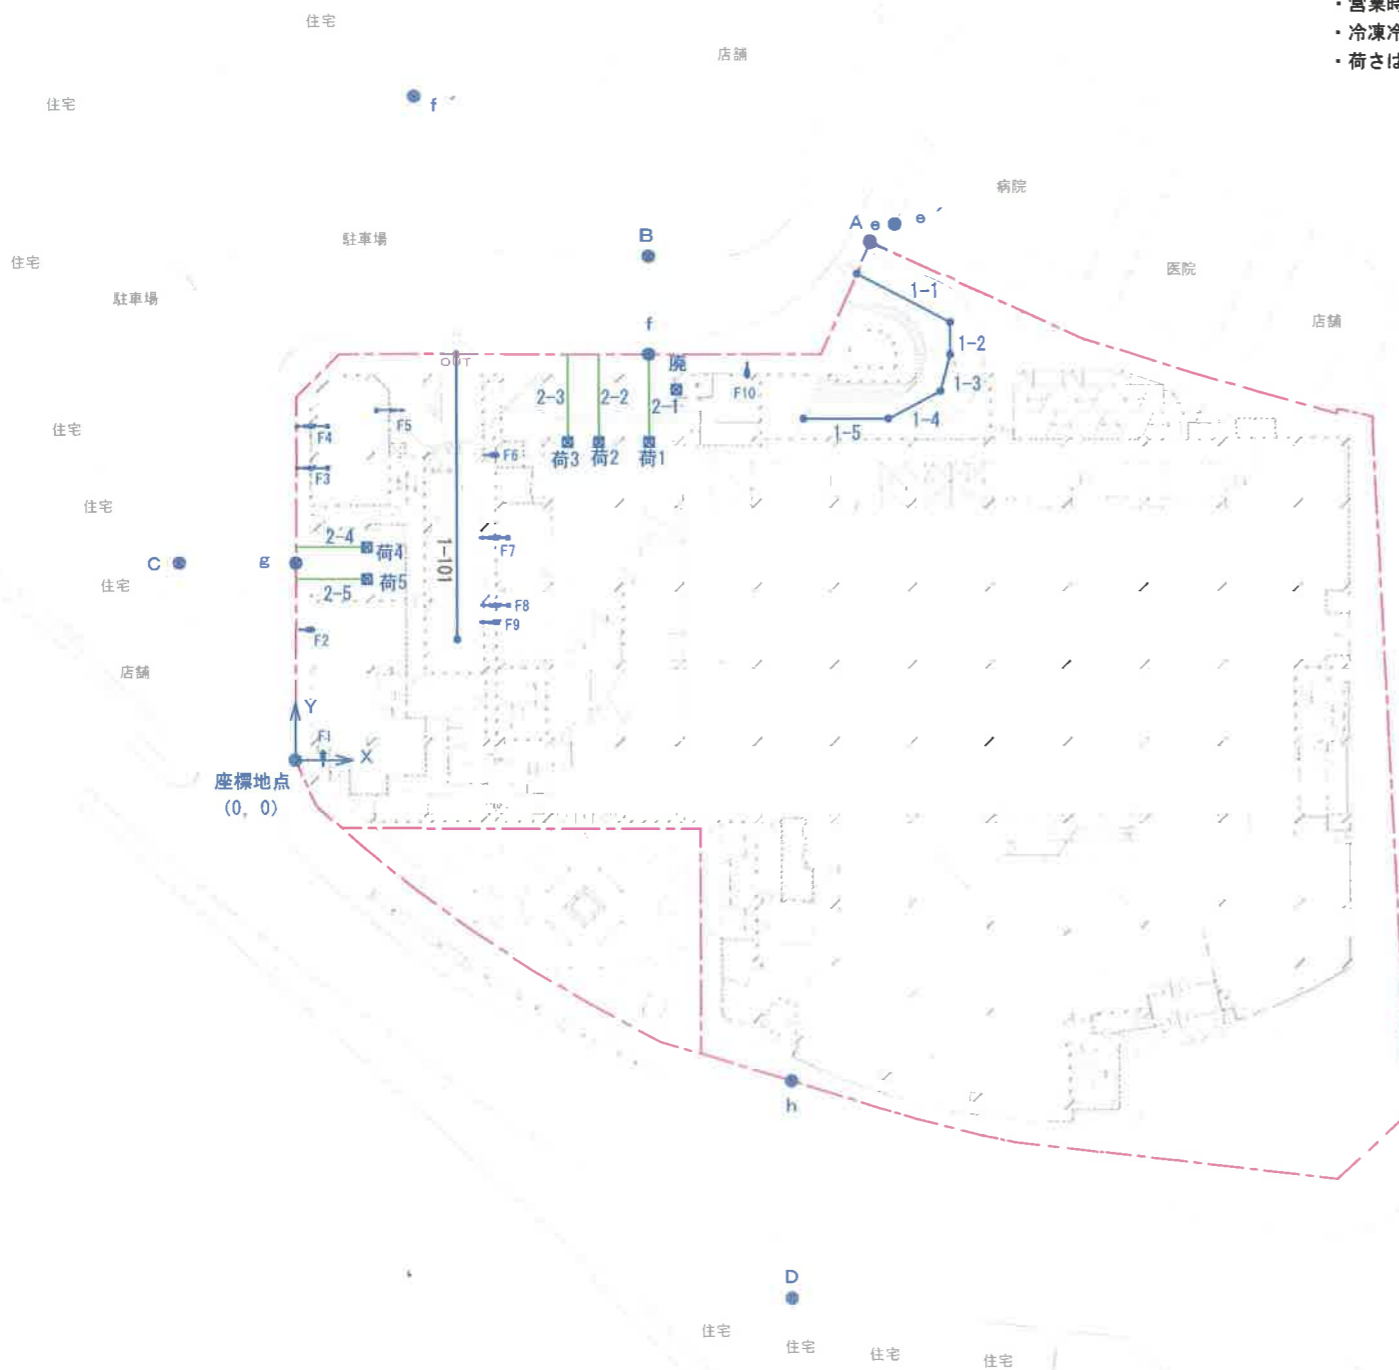 ・営業時
・冷凍冷
・荷さば
住宅
店舗
住宅
f´
病院
A e e´
駐車場
B
住宅
医院
駐車場
1-1
店舗
f
1-2
OUT
廃
F10
1-3
2-3
2-2
2-1
F5
1-5
1-4
住宅
F4
荷3
荷2
荷1
F6
F3
住宅
2-4
荷4
F7
1-101
C
g
住宅
荷5
2-5
F8
F9
F2
店舗
Y
F1
X
座標地点
(0, 0)
h
D
住宅
住宅
住宅
住宅